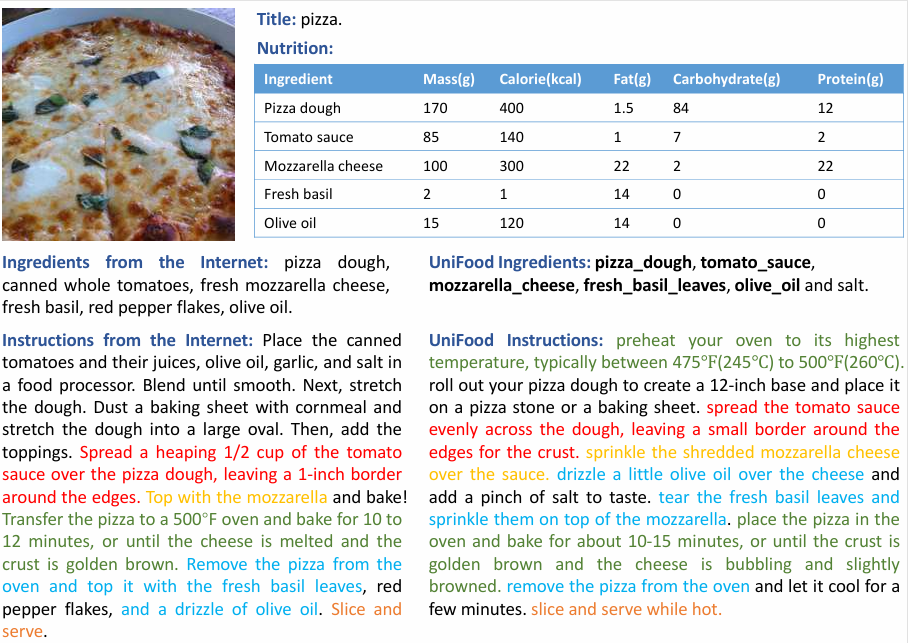 Title: pizza.
Nutrition:
Ingredient Mass(g) Calorie(kcal) Fat(g) Carbohydrate(g) Protein(g)
Pizza dough 170 400 1.5 84 12
Tomato sauce 85 140 1 7 2
Mozzarella cheese 100 300 22 2 22
Fresh basil 2 1 14 0 0
Olive oil 15 120 14 0 0
Ingredients from the Internet: pizza dough,
canned whole tomatoes, fresh mozzarella cheese,
fresh basil, red pepper flakes, olive oil.
UniFood Ingredients: pizza_dough, tomato_sauce,
mozzarella_cheese, fresh_basil_leaves, olive_oil and salt.
Instructions from the Internet: Place the canned
tomatoes and their juices, olive oil, garlic, and salt in
a food processor. Blend until smooth. Next, stretch
the dough. Dust a baking sheet with cornmeal and
stretch the dough into a large oval. Then, add the
toppings. Spread a heaping 1/2 cup of the tomato
sauce over the pizza dough, leaving a 1-inch border
around the edges. Top with the mozzarella and bake!
Transfer the pizza to a 500°F oven and bake for 10 to
12 minutes, or until the cheese is melted and the
crust is golden brown. Remove the pizza from the
oven and top it with the fresh basil leaves, red
pepper flakes, and a drizzle of olive oil. Slice and
serve.
UniFood Instructions: preheat your oven to its highest
temperature, typically between 475°F(245°C) to 500°F(260°C).
roll out your pizza dough to create a 12-inch base and place it
on a pizza stone or a baking sheet. spread the tomato sauce
evenly across the dough, leaving a small border around the
edges for the crust. sprinkle the shredded mozzarella cheese
over the sauce. drizzle a little olive oil over the cheese and
add a pinch of salt to taste. tear the fresh basil leaves and
sprinkle them on top of the mozzarella. place the pizza in the
oven and bake for about 10-15 minutes, or until the crust is
golden brown and the cheese is bubbling and slightly
browned. remove the pizza from the oven and let it cool for a
few minutes. slice and serve while hot.